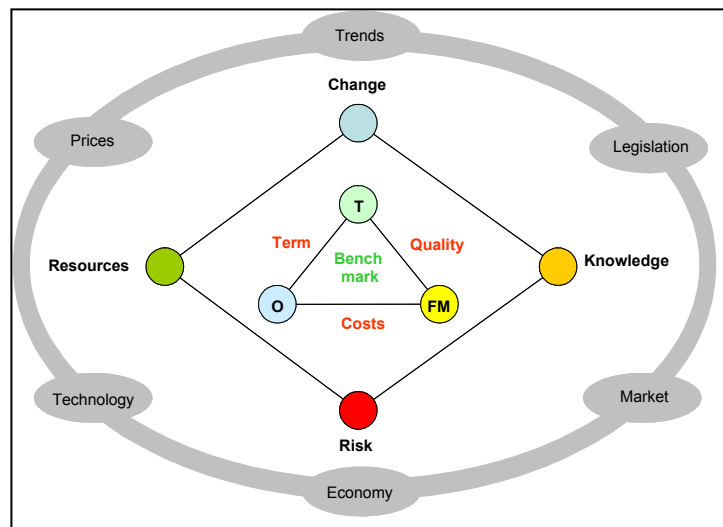 Trends
Change
Prices
Legislation
T
Term
Quality
Bench
mark
Resources
Knowledge
O
FM
Costs
Technology
Market
Risk
Economy